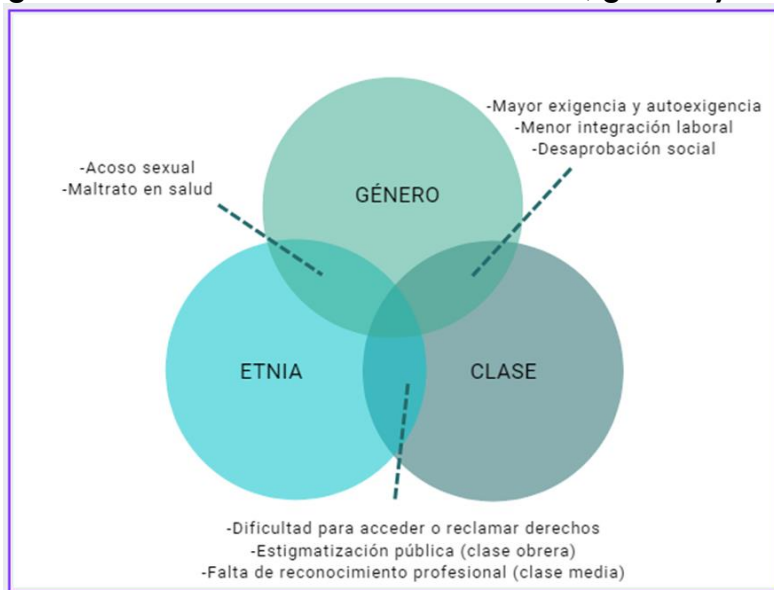 -Mayor exigencia y autoexigencia
-Menor integración laboral
-Desaprobación social
-Acoso sexual
-Maltrato en salud
GÉNERO
ETNIA
CLASE
-Dificultad para acceder o reclamar derechos
-Estigmatización pública (clase obrera)
-Falta de reconocimiento profesional (clase media)